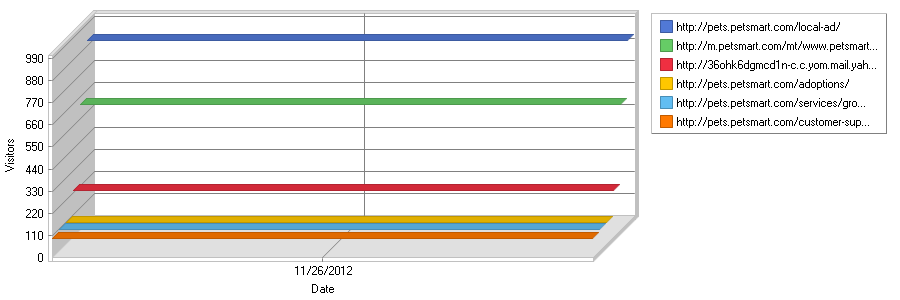 990
880
770
660
550
440
330
220
110
0
Visitors
11/26/2012
Date
http://pets.petsmart.com/local-ad/
http://m.petsmart.com/mt/www.petsmart...
http://36ohk6dgmcd1n-c.c.yom.mail.yah...
http://pets.petsmart.com/adoptions/
http://pets.petsmart.com/services/gro...
http://pets.petsmart.com/customer-sup...